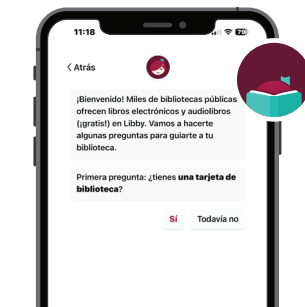 11:18
Atrás
¡Bienvenido! Miles de bibliotecas públicas
ofrecen libros electrónicos y audiolibros
(¡gratis!) en Libby. Vamos a hacerte
algunas preguntas para guiarte a tu
biblioteca.
Primera pregunta: ¿tienes una tarjeta de
biblioteca?
Sí Todavía no